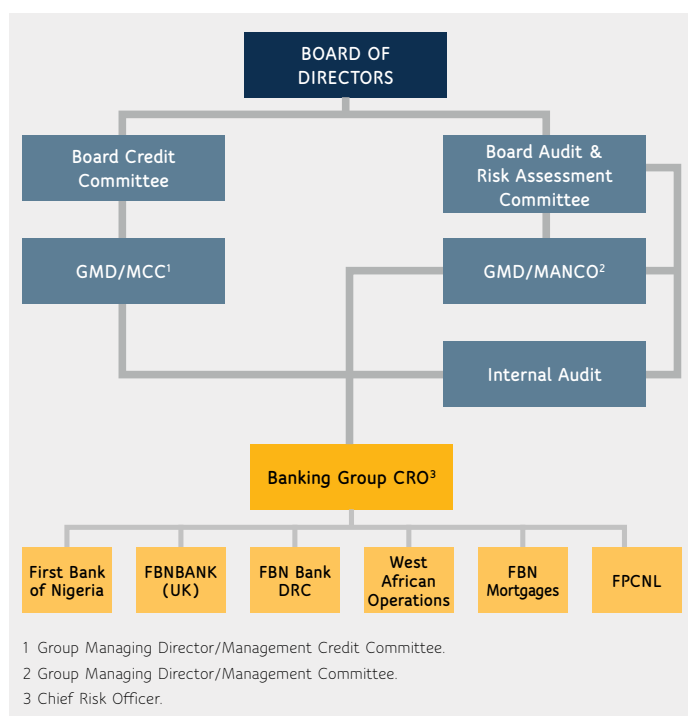 BOARD OF
DIRECTORS
Board Credit
Committee
Board Audit &
Risk Assessment
Committee
GMD/MCC¹
GMD/MANCO²
Internal Audit
Banking Group CRO³
First Bank
of Nigeria
FBNBANK
(UK)
FBN Bank
DRC
West
African
Operations
FBN
Mortgages
FPCNL
1 Group Managing Director/Management Credit Committee.
2 Group Managing Director/Management Committee.
3 Chief Risk Officer.